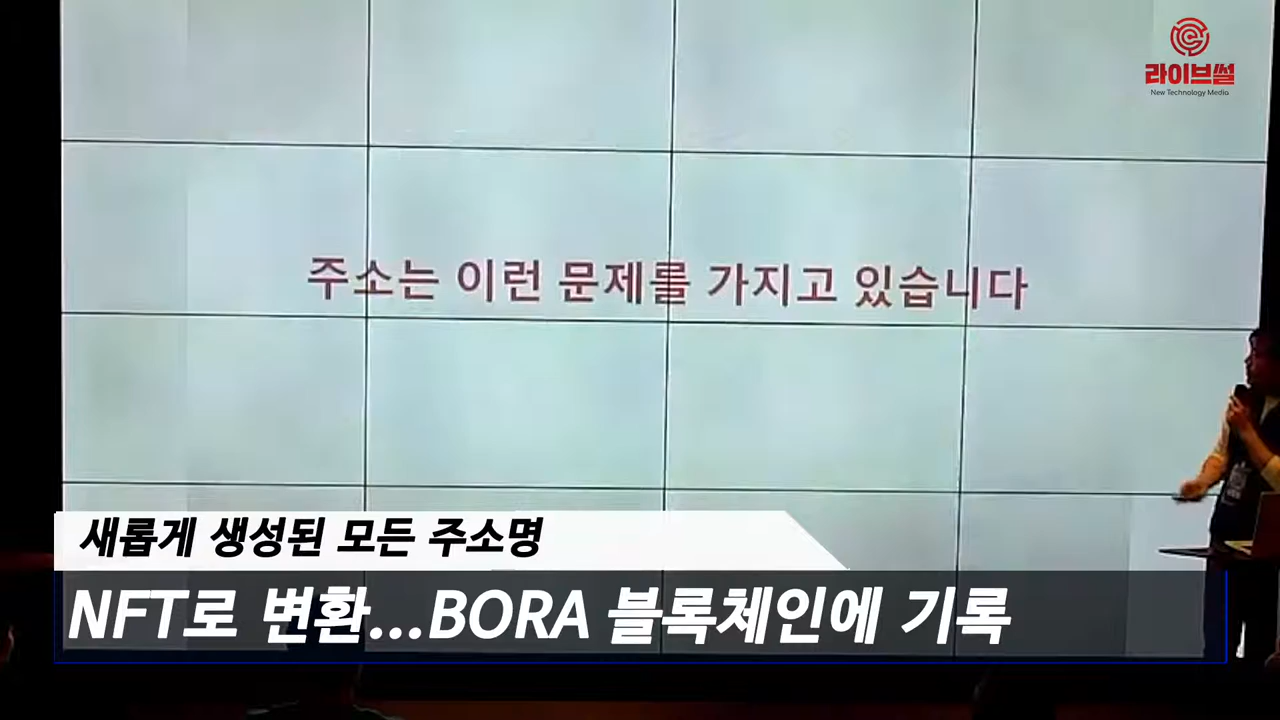 라이브썰
New Technology Media
주소는 이런 문제를 가지고 있습니다
새롭게 생성된 모든 주소명
NFT로 변환...BORA 블록체인에 기록